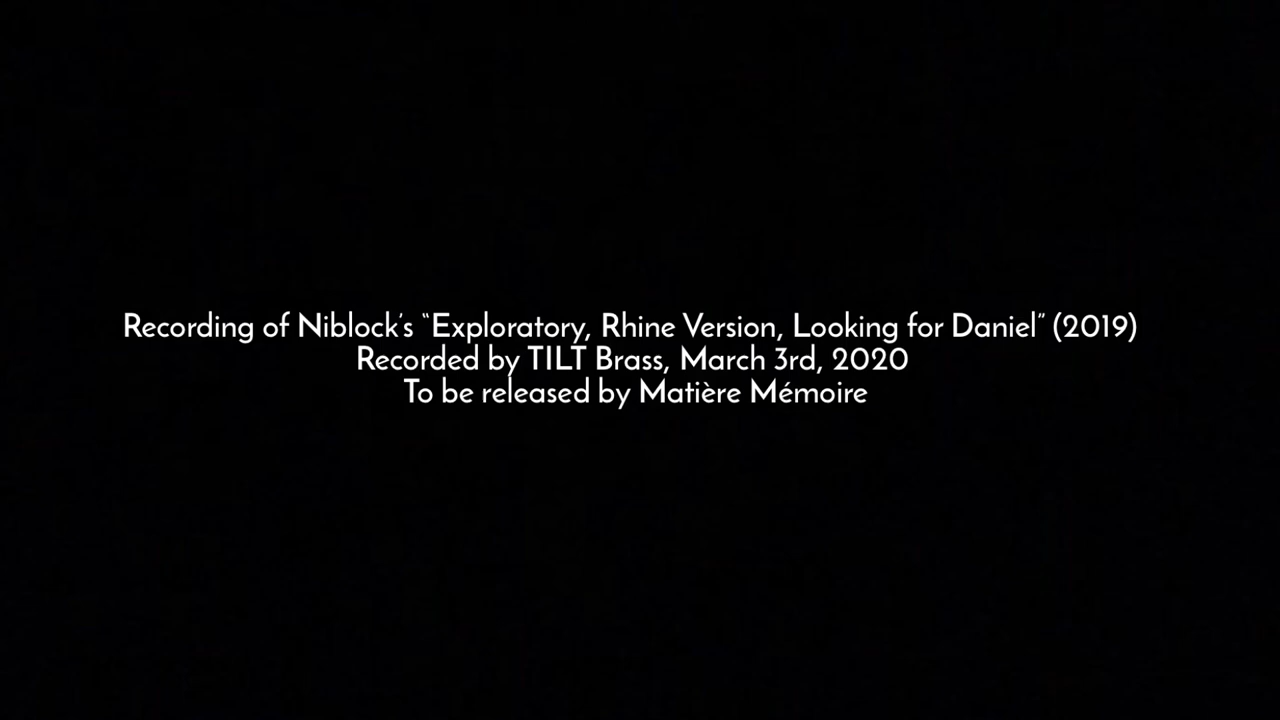 Recording of Niblock's “Exploratory, Rhine Version, Looking for Daniel” (2019)
Recorded by TILT Brass, March 3rd, 2020
To be released by Matière Mémoire